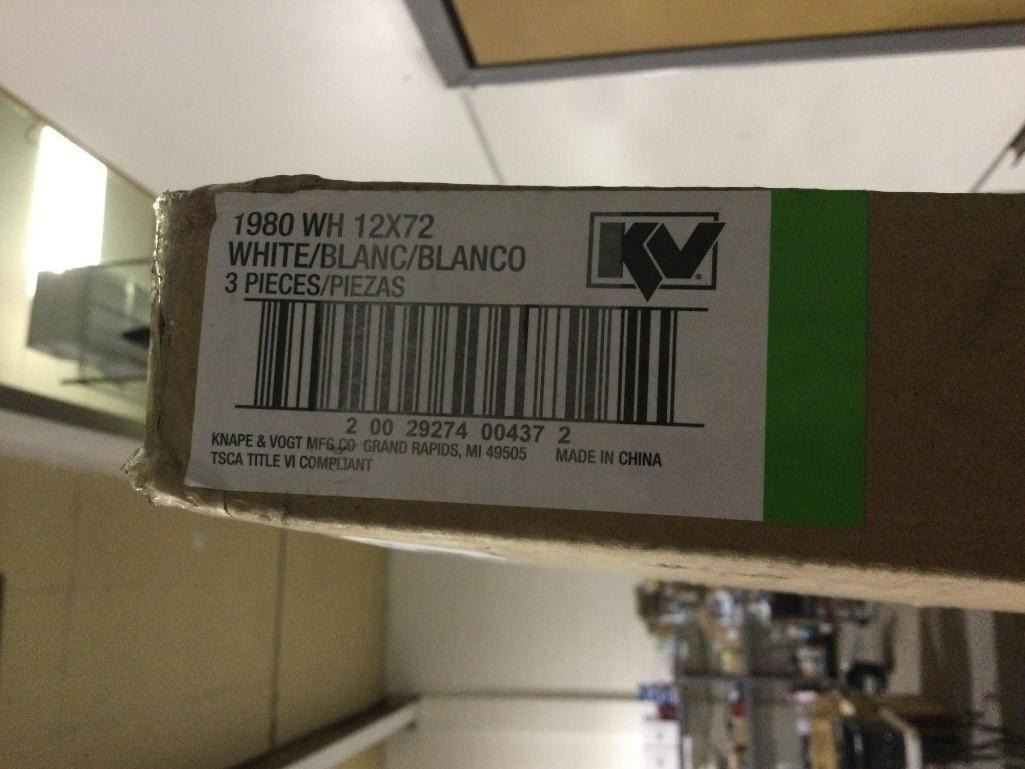 1980 WH 12X72
WHITE/BLANC/BLANCO
3 PIECES/PIEZAS
KV®
2 00 29274 00437 2
KNAPE & VOGT MFG CO GRAND RAPIDS, MI 49505 MADE IN CHINA
TSCA TITLE VI COMPLIANT